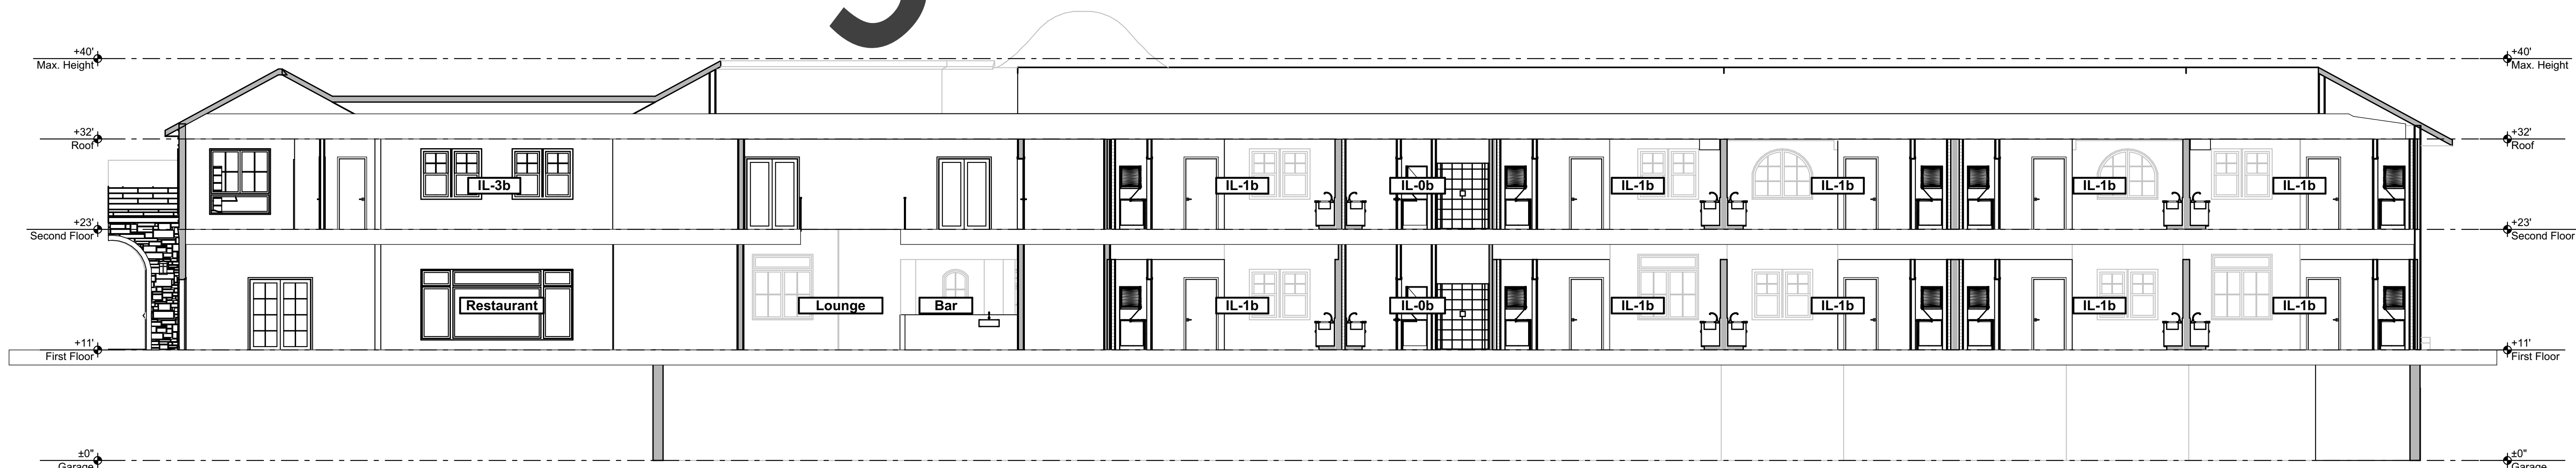 +40'
Max. Height
+40'
Max. Height
+32'
Roof
+32'
Roof
IL-3b
IL-1b
IL-0b
IL-1b
IL-1b
IL-1b
IL-1b
+23'
Second Floor
+23'
Second Floor
Restaurant
Lounge
Bar
IL-1b
IL-0b
IL-1b
IL-1b
IL-1b
IL-1b
+11'
First Floor
+11'
First Floor
±0"
Garage
±0"
Garage